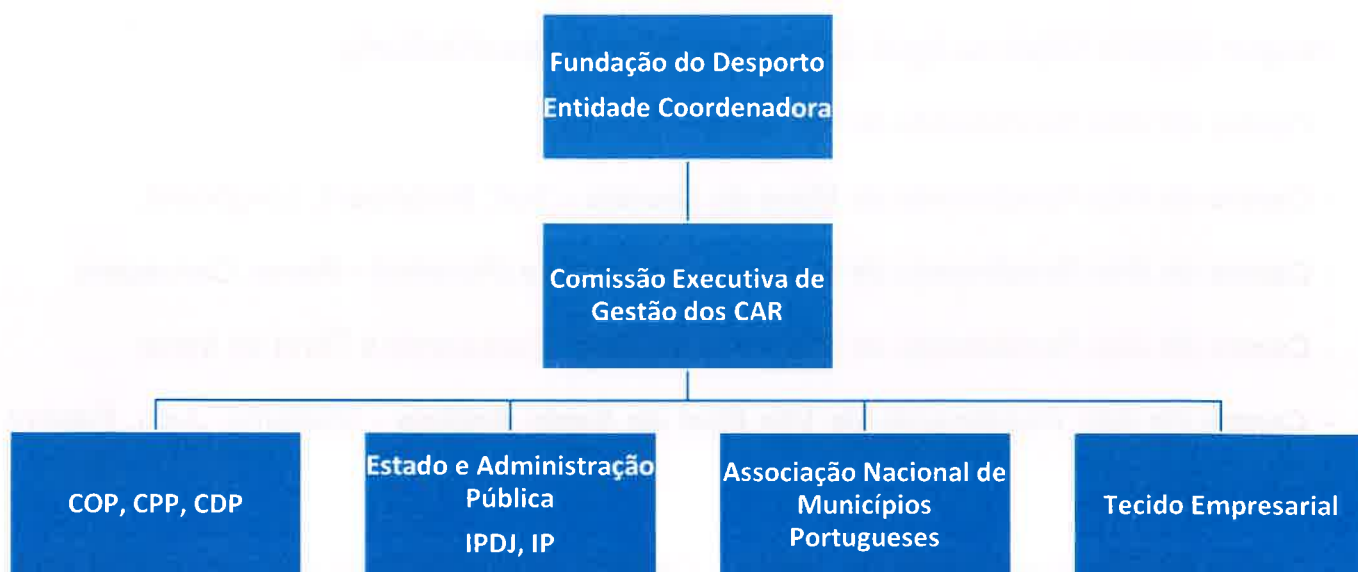 Fundação do Desporto
Entidade Coordenadora
Comissão Executiva de
Gestão dos CAR
COP, CPP, CDP
Estado e Administração
Pública
IPDJ, IP
Associação Nacional de
Municípios
Portugueses
Tecido Empresarial